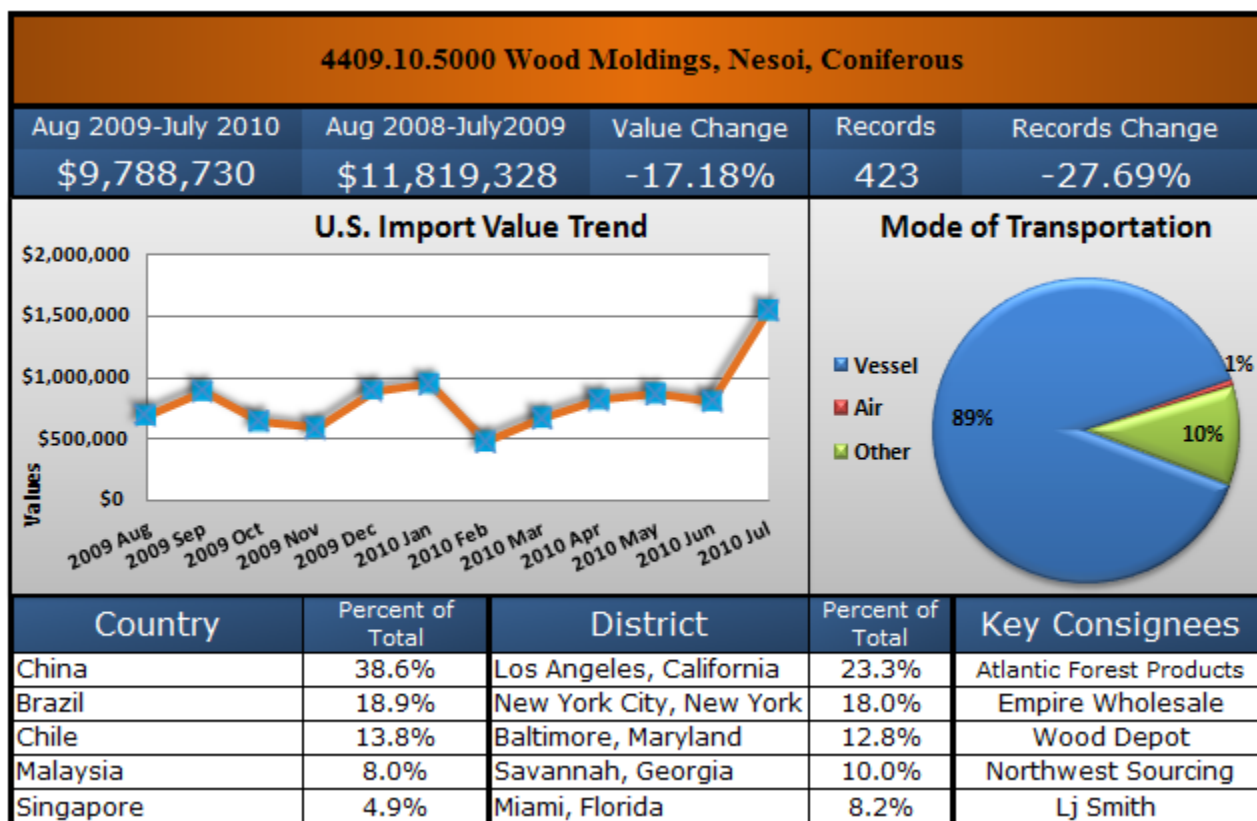 4409.10.5000 Wood Moldings, Nesoi, Coniferous
Aug 2009-July 2010 Aug 2008-July2009 Value Change Records Records Change
$9,788,730 $11,819,328 -17.18% 423 -27.69%
U.S. Import Value Trend
$2,000,000
$1,500,000
$1,000,000
$500,000
$0
Values
2009 Aug 2009 Sep 2009 Oct 2009 Nov 2009 Dec 2010 Jan 2010 Feb 2010 Mar 2010 Apr 2010 May 2010 Jun 2010 Jul
Mode of Transportation
Vessel
Air
Other
1%
89%
10%
Country Percent of Total District Percent of Total Key Consignees
China 38.6% Los Angeles, California 23.3% Atlantic Forest Products
Brazil 18.9% New York City, New York 18.0% Empire Wholesale
Chile 13.8% Baltimore, Maryland 12.8% Wood Depot
Malaysia 8.0% Savannah, Georgia 10.0% Northwest Sourcing
Singapore 4.9% Miami, Florida 8.2% Lj Smith